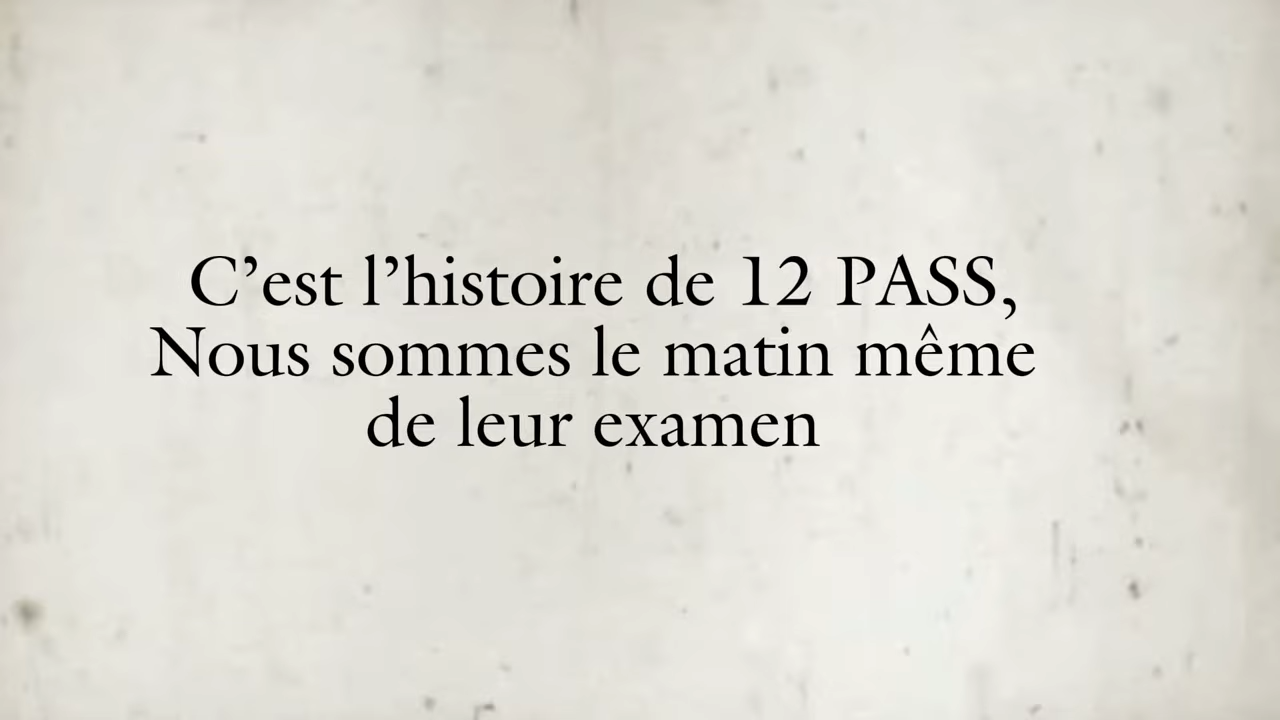 C’est l’histoire de 12 PASS,
Nous sommes le matin même
de leur examen